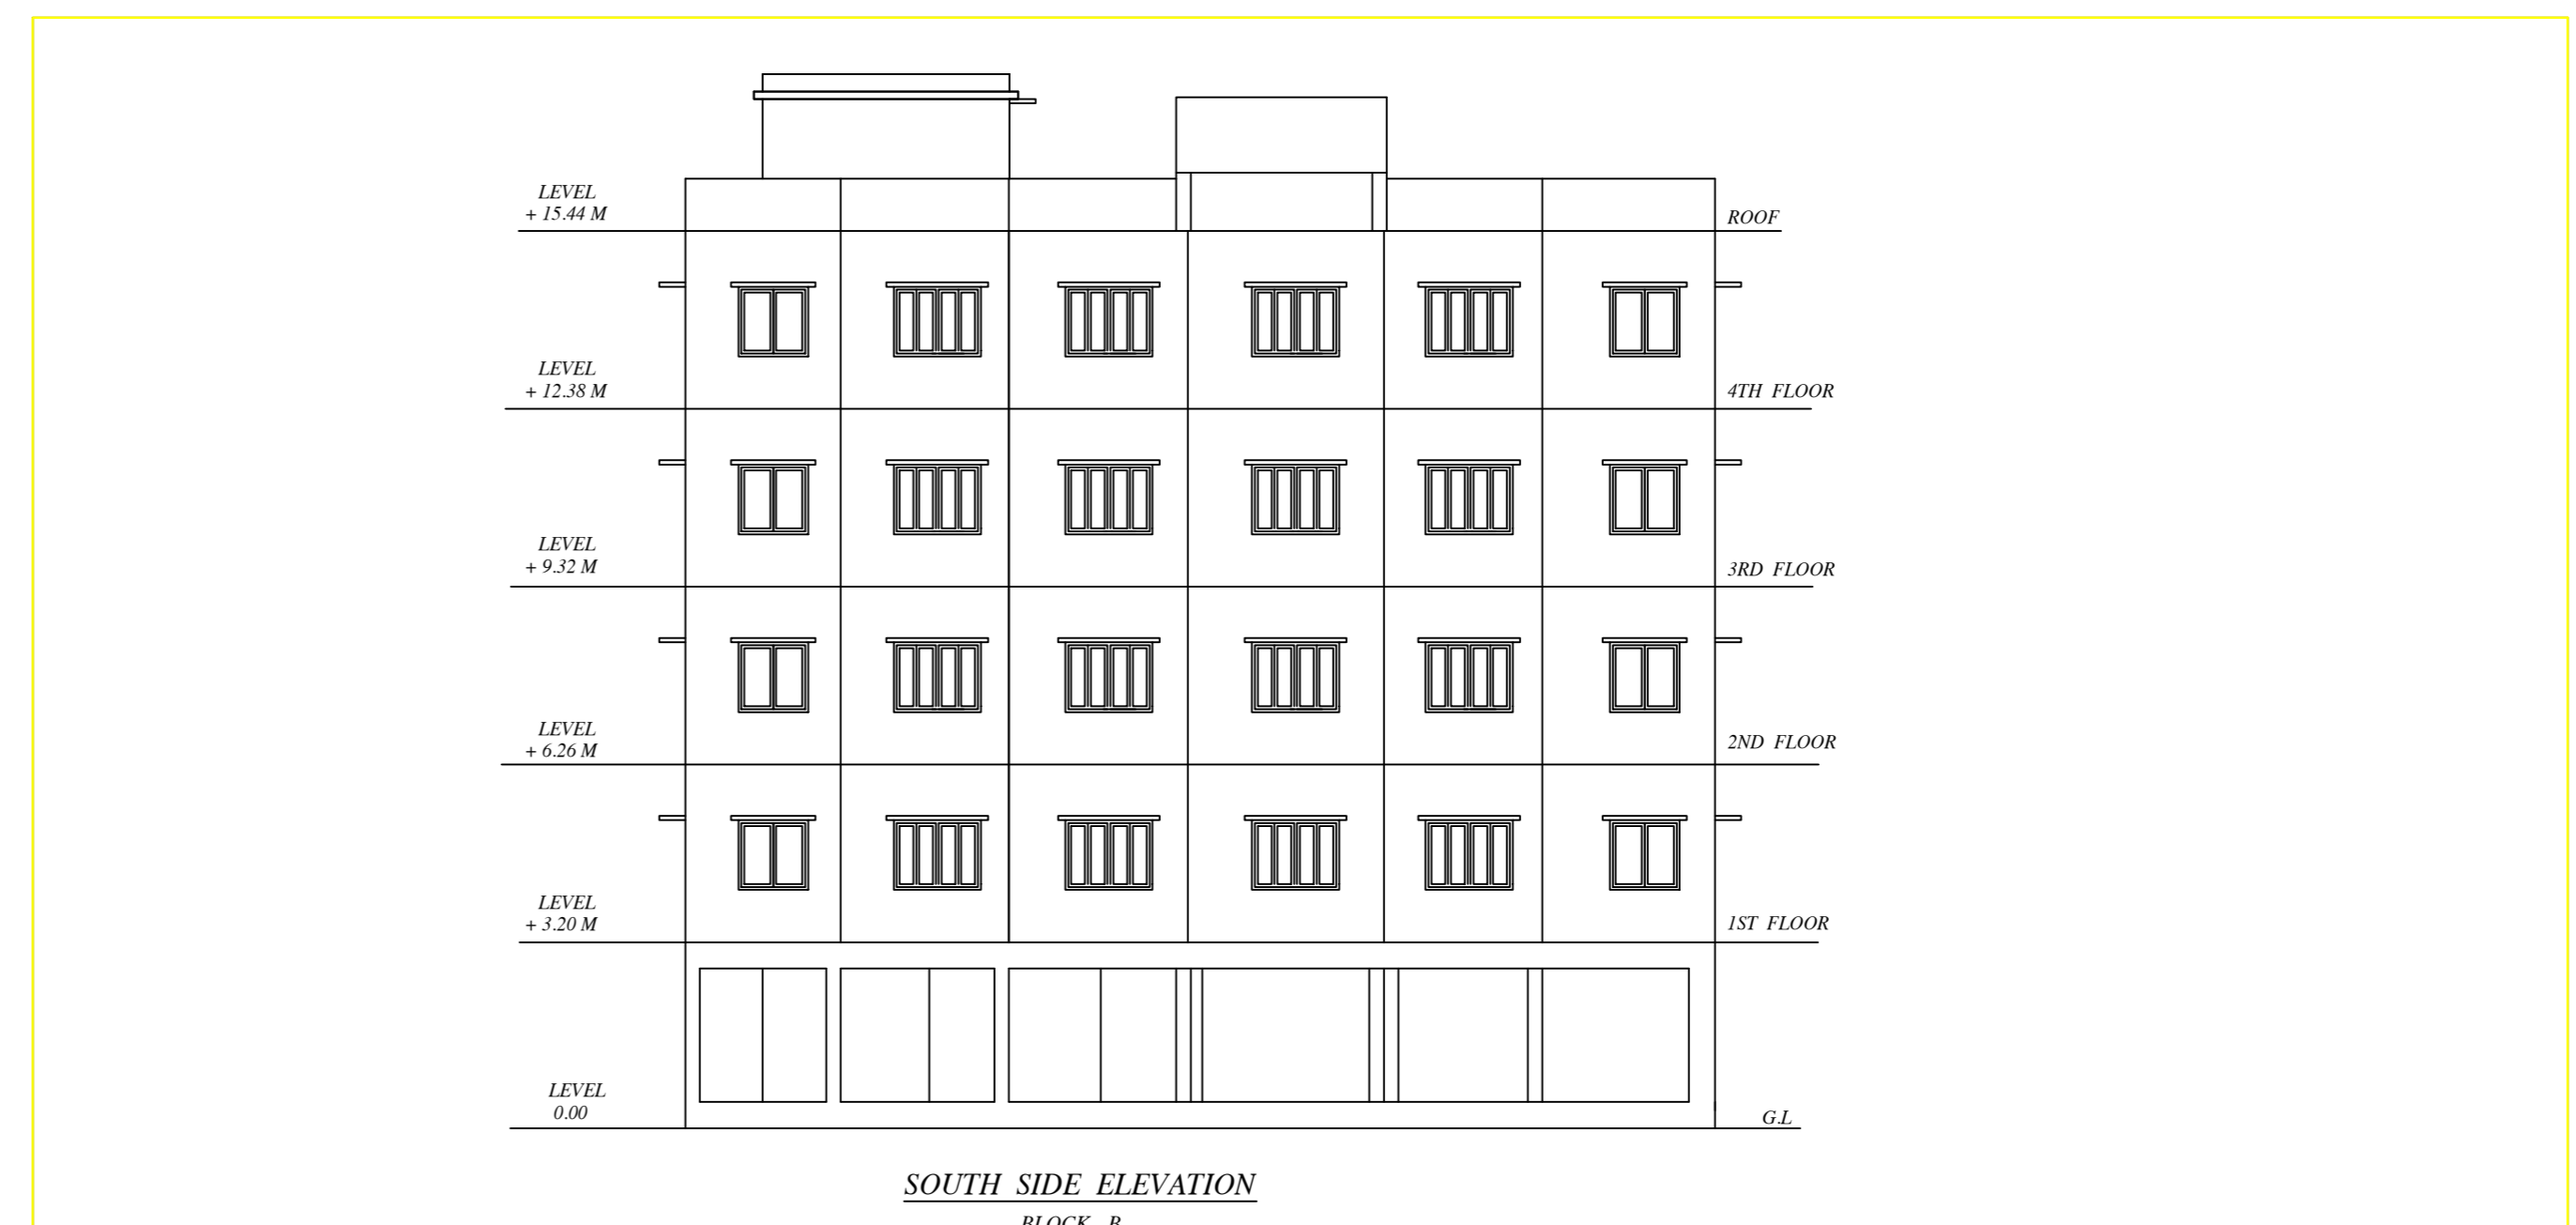 LEVEL
+ 15.44 M
ROOF
LEVEL
+ 12.38 M
4TH FLOOR
LEVEL
+ 9.32 M
3RD FLOOR
LEVEL
+ 6.26 M
2ND FLOOR
LEVEL
+ 3.20 M
1ST FLOOR
LEVEL
0.00
G.L
SOUTH SIDE ELEVATION
BLOCK B